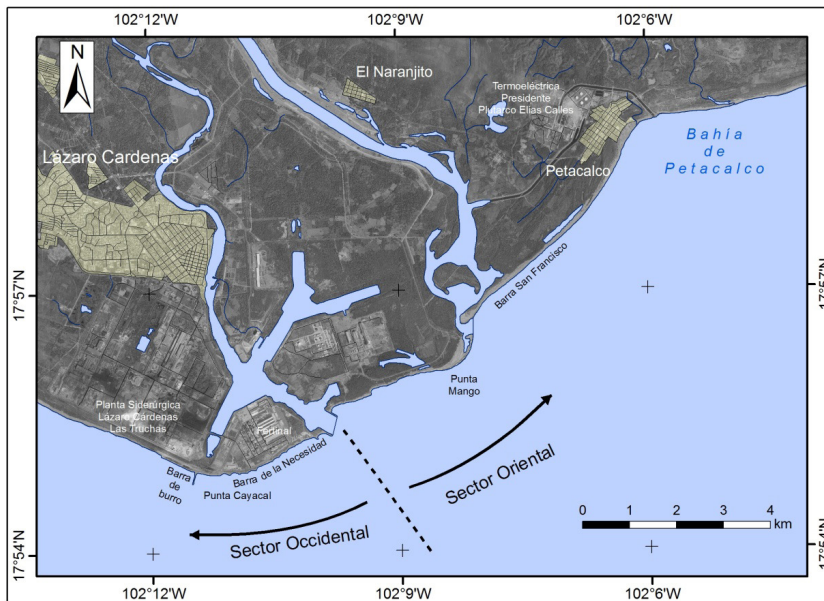 102°12'W
102°9'W
102°6'W
N
El Naranjito
Termoeléctrica
Presidente
Plutarco Elias Calles
Lázaro Cardenas
Petacalco
Bahía
de
Petacalco
Barra San Francisco
17°57'N
17°57'N
Punta
Mango
Planta Siderúrgica
Lázaro Cárdenas
Las Truchas
Fertinal
Barra de la Necesidad
Barra
de
burro
Punta Cayacal
Sector Oriental
Sector Occidental
0 1 2 3 4
km
17°54'N
17°54'N
102°12'W
102°9'W
102°6'W